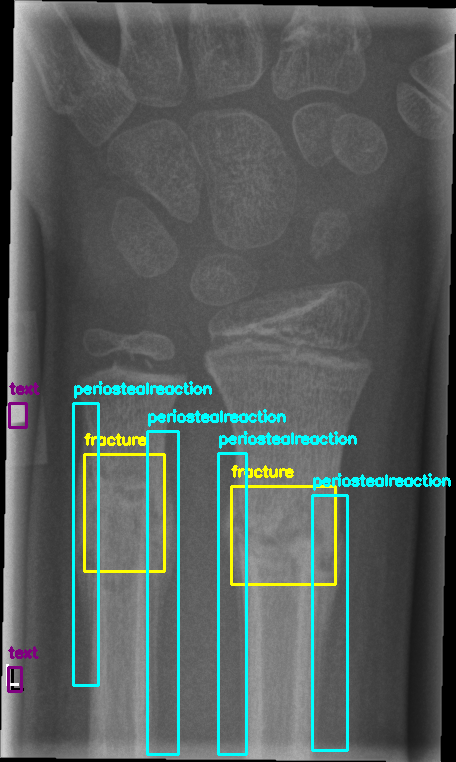 text
periostealreaction
periostealreaction
periostealreaction
fracture
fracture
periostealreaction
text
L